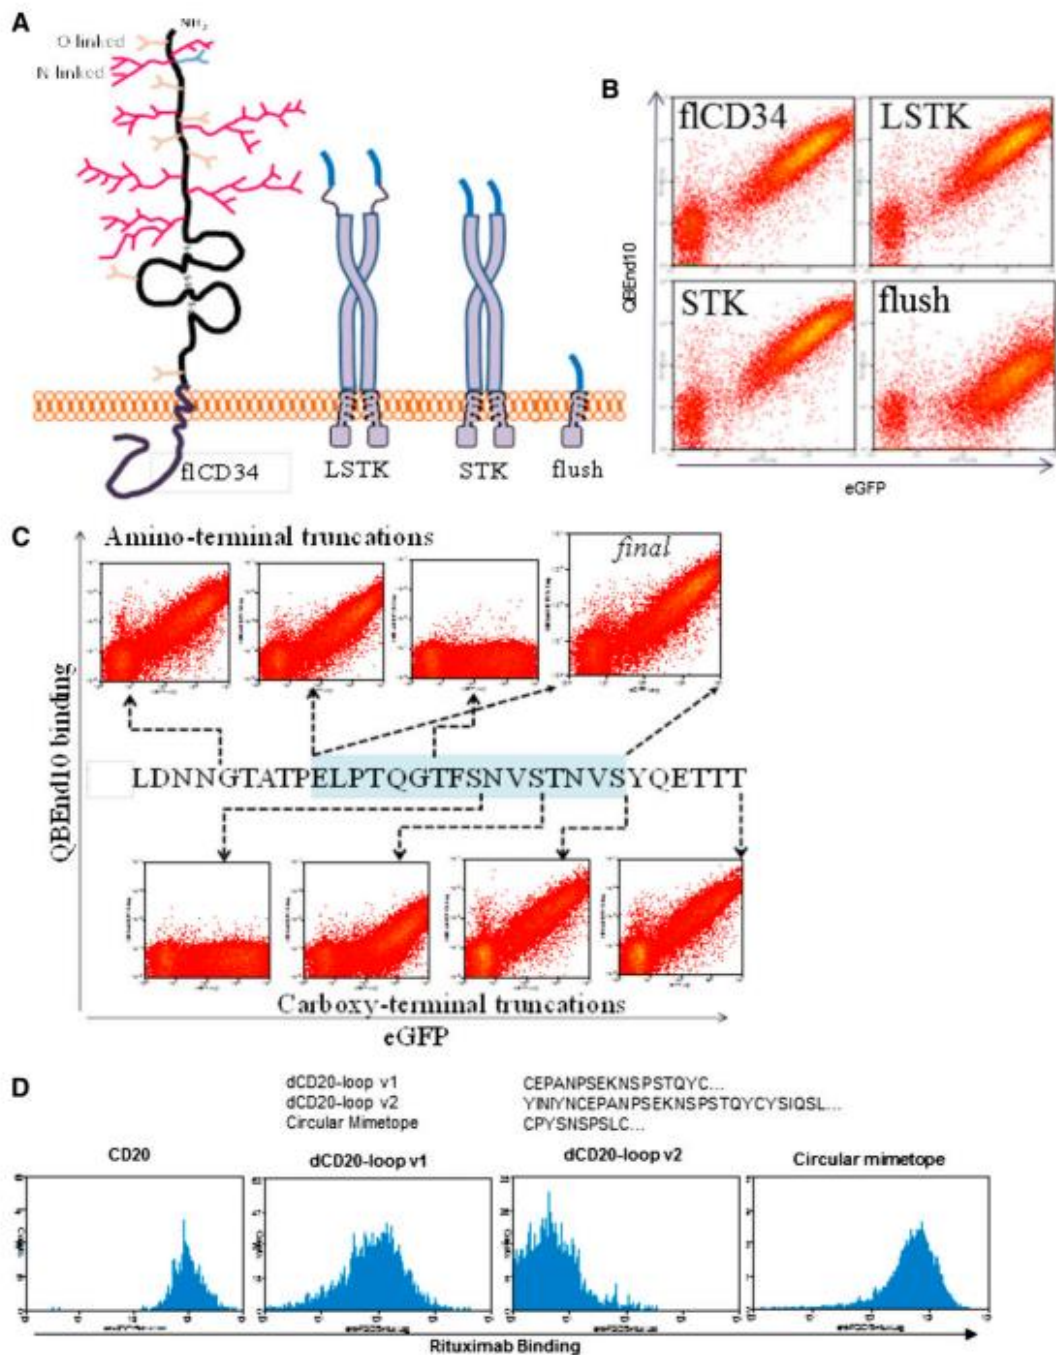 A
NH2
O-linked
N-linked
flCD34
LSTK
STK
flush
B
flCD34
LSTK
STK
flush
QBEnd10
eGFP
C
Amino-terminal truncations
final
QBEnd10 binding
LDNNGTATPELPTQGTFSNVSTNVSYQETTT
Carboxy-terminal truncations
eGFP
D
dCD20-loop v1 CEPANPSEKNSPSTQYC...
dCD20-loop v2 YINIYNCEPANPSEKNSPSTQYCYSIQSL...
Circular Mimetope CPYSNSPSLC...
CD20
dCD20-loop v1
dCD20-loop v2
Circular mimetope
Rituximab Binding